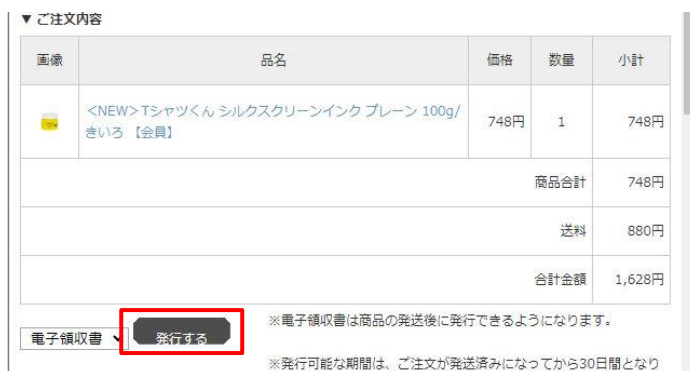 ▼ ご注文内容
画像 品名 価格 数量 小計
<NEW>Tシャツくん シルクスクリーンインク プレーン 100g/
きいろ 【会員】 748円 1 748円
商品合計 748円
送料 880円
合計金額 1,628円
電子領収書 発行する
※電子領収書は商品の発送後に発行できるようになります。
※発行可能な期間は、ご注文が発送済みになってから30日間となり